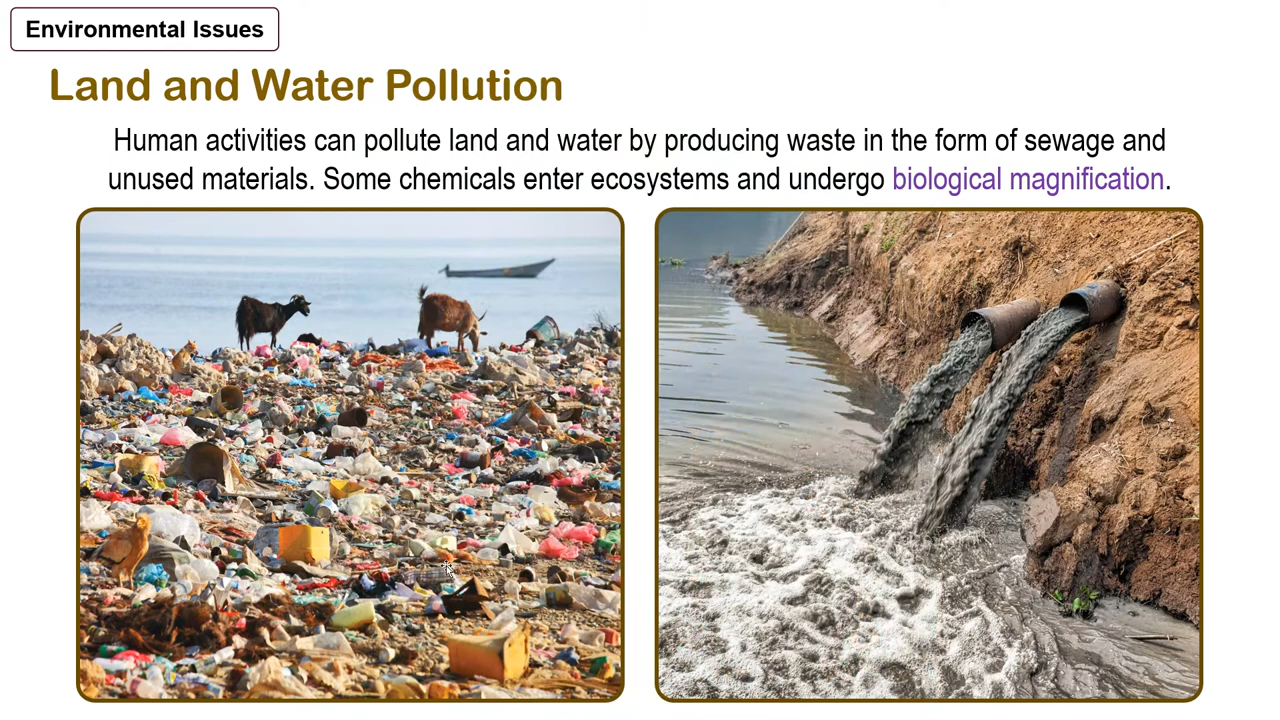 Environmental Issues
Land and Water Pollution
Human activities can pollute land and water by producing waste in the form of sewage and
unused materials. Some chemicals enter ecosystems and undergo biological magnification.